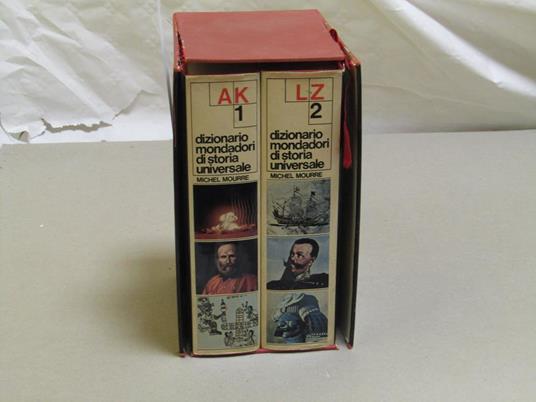 AK
1
dizionario
mondadori
di storia
universale
MICHEL MOURRE
LZ
2
dizionario
mondadori
di storia
universale
MICHEL MOURRE